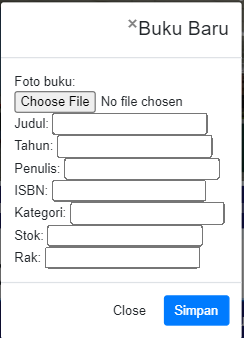 ×Buku Baru
Foto buku:
Choose File No file chosen
Judul:
Tahun:
Penulis:
ISBN:
Kategori:
Stok:
Rak:
Close Simpan